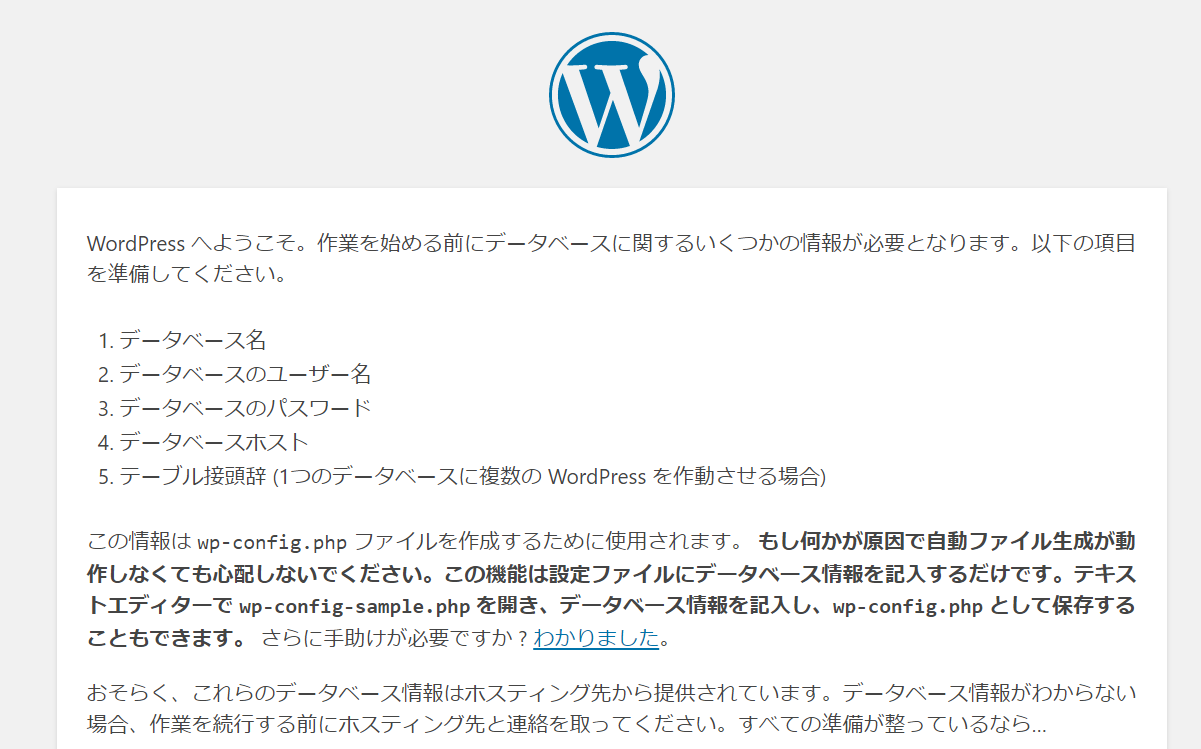 WordPress へようこそ。作業を始める前にデータベースに関するいくつかの情報が必要となります。以下の項目
を準備してください。
1. データベース名
2. データベースのユーザー名
3. データベースのパスワード
4. データベースホスト
5. テーブル接頭辞 (1つのデータベースに複数の WordPress を作動させる場合)
この情報は wp-config.php ファイルを作成するために使用されます。 もし何かが原因で自動ファイル生成が動
作しなくても心配しないでください。この機能は設定ファイルにデータベース情報を記入するだけです。テキス
トエディターで wp-config-sample.php を開き、データベース情報を記入し、wp-config.php として保存する
こともできます。 さらに手助けが必要ですか ? わかりました。
おそらく、これらのデータベース情報はホスティング先から提供されています。データベース情報がわからない
場合、作業を続行する前にホスティング先と連絡を取ってください。すべての準備が整っているなら…